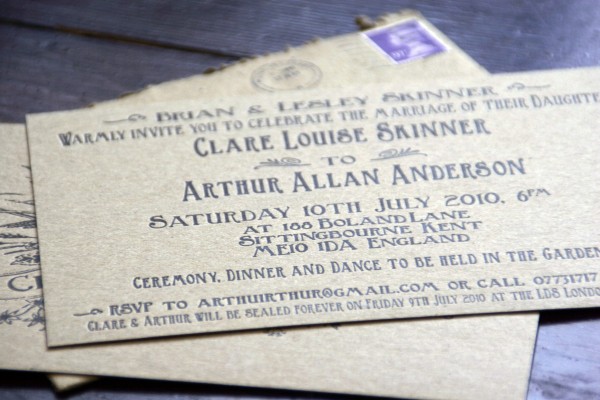 BRIAN & LESLEY SKINNER
WARMLY INVITE YOU TO CELEBRATE THE MARRIAGE OF THEIR DAUGHTE
CLARE LOUISE SKINNER
TO
ARTHUR ALLAN ANDERSON
SATURDAY 10TH JULY 2010, 6PM
AT 188 BOLAND LANE
SITTINGBOURNE KENT
ME10 1DA ENGLAND
CEREMONY, DINNER AND DANCE TO BE HELD IN THE GARDEN
RSVP TO ARTHURIRTHUR@GMAIL.COM OR CALL 07731717
CLARE & ARTHUR WILL BE SEALED FOREVER ON FRIDAY 9TH JULY 2010 AT THE LDS LONDO